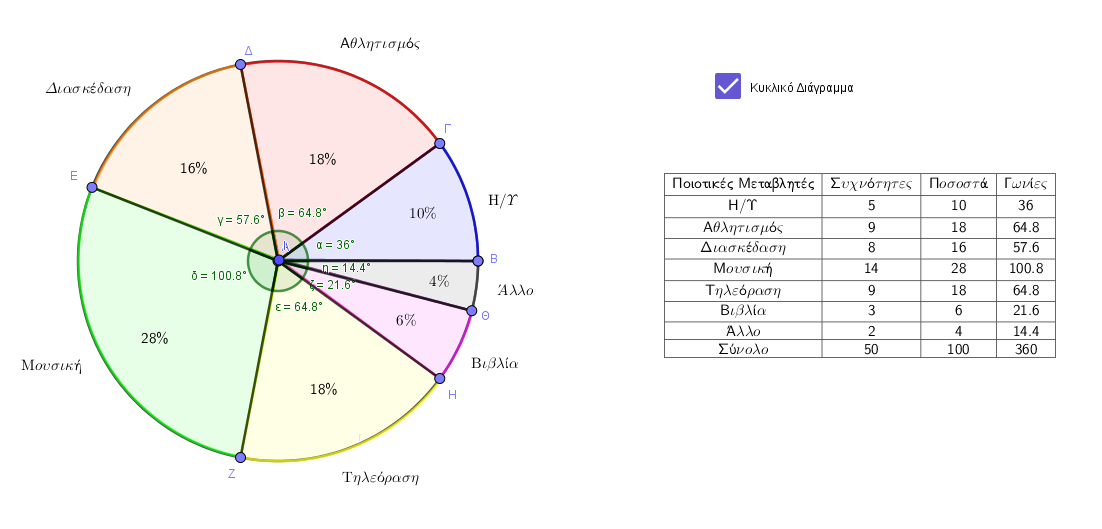 Δ
Αθλητισμός
Διασκέδαση
Γ
18%
16%
Ε
Η/Υ
β = 64.8°
10%
γ = 57.6°
α = 36°
Α
Β
η = 14.4°
δ = 100.8°
4%
ζ = 21.6°
Άλλο
ε = 64.8°
Θ
6%
28%
Βιβλία
Μουσική
18%
Η
Ζ
Τηλεόραση
Κυκλικό Διάγραμμα
Ποιοτικές Μεταβλητές Συχνότητες Ποσοστά Γωνίες
Η/Υ 5 10 36
Αθλητισμός 9 18 64.8
Διασκέδαση 8 16 57.6
Μουσική 14 28 100.8
Τηλεόραση 9 18 64.8
Βιβλία 3 6 21.6
Άλλο 2 4 14.4
Σύνολο 50 100 360